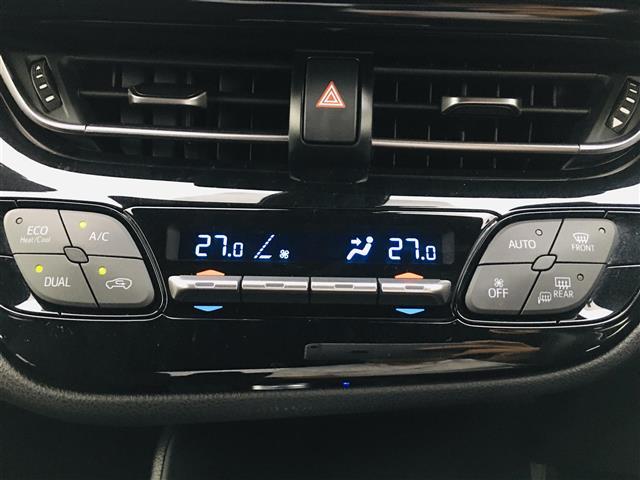 ECO
Heat/Cool
A/C
DUAL
27.0
27.0
AUTO
FRONT
OFF
REAR